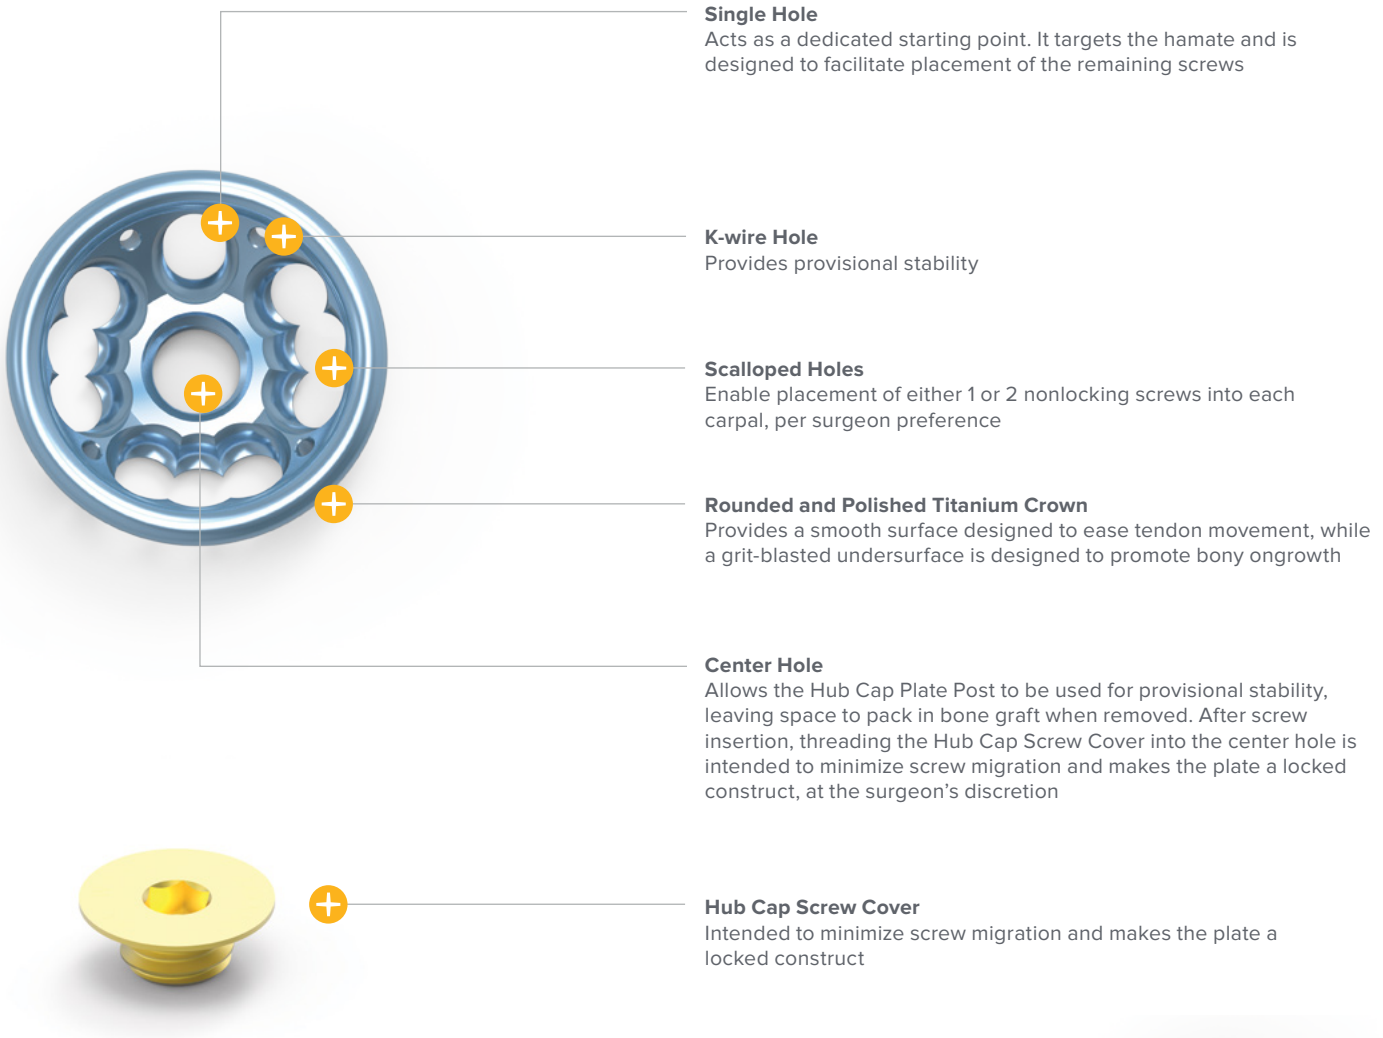 Single Hole
Acts as a dedicated starting point. It targets the hamate and is
designed to facilitate placement of the remaining screws
K-wire Hole
Provides provisional stability
Scalloped Holes
Enable placement of either 1 or 2 nonlocking screws into each
carpal, per surgeon preference
Rounded and Polished Titanium Crown
Provides a smooth surface designed to ease tendon movement, while
a grit-blasted undersurface is designed to promote bony ongrowth
Center Hole
Allows the Hub Cap Plate Post to be used for provisional stability,
leaving space to pack in bone graft when removed. After screw
insertion, threading the Hub Cap Screw Cover into the center hole is
intended to minimize screw migration and makes the plate a locked
construct, at the surgeon’s discretion
Hub Cap Screw Cover
Intended to minimize screw migration and makes the plate a
locked construct